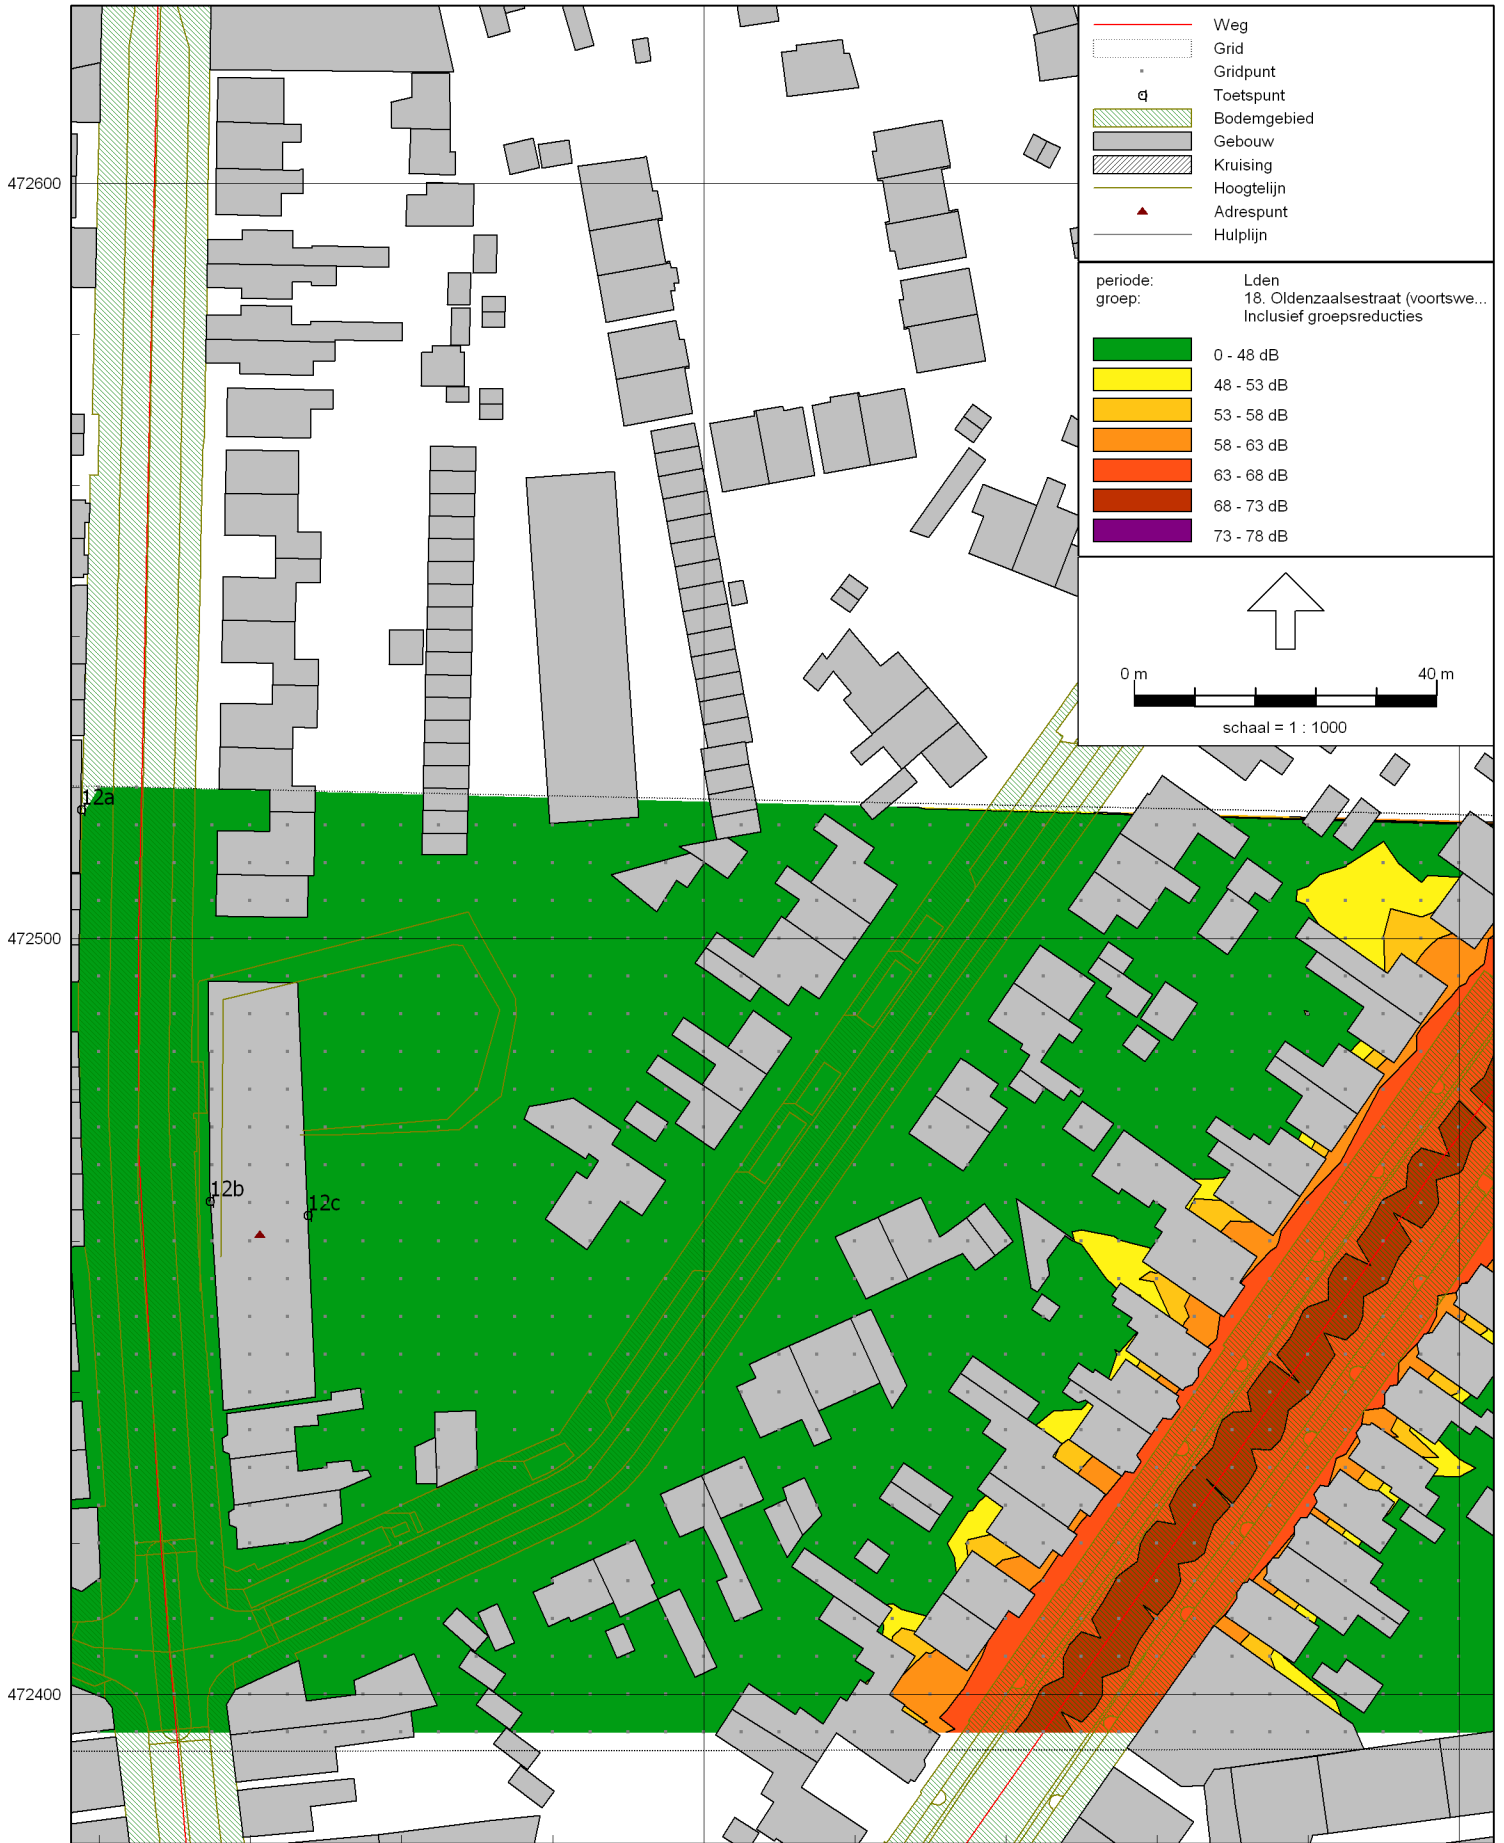 Weg
Grid
Gridpunt
Toetspunt
Bodemgebied
Gebouw
Kruising
Hoogtelijn
Adrespunt
Hulplijn
periode: Lden
groep: 18. Oldenzaalsestraat (voortswe...
Inclusief groepsreducties
0 - 48 dB
48 - 53 dB
53 - 58 dB
58 - 63 dB
63 - 68 dB
68 - 73 dB
73 - 78 dB
0 m 40 m
schaal = 1 : 1000
472600
12a
472500
12b
12c
472400